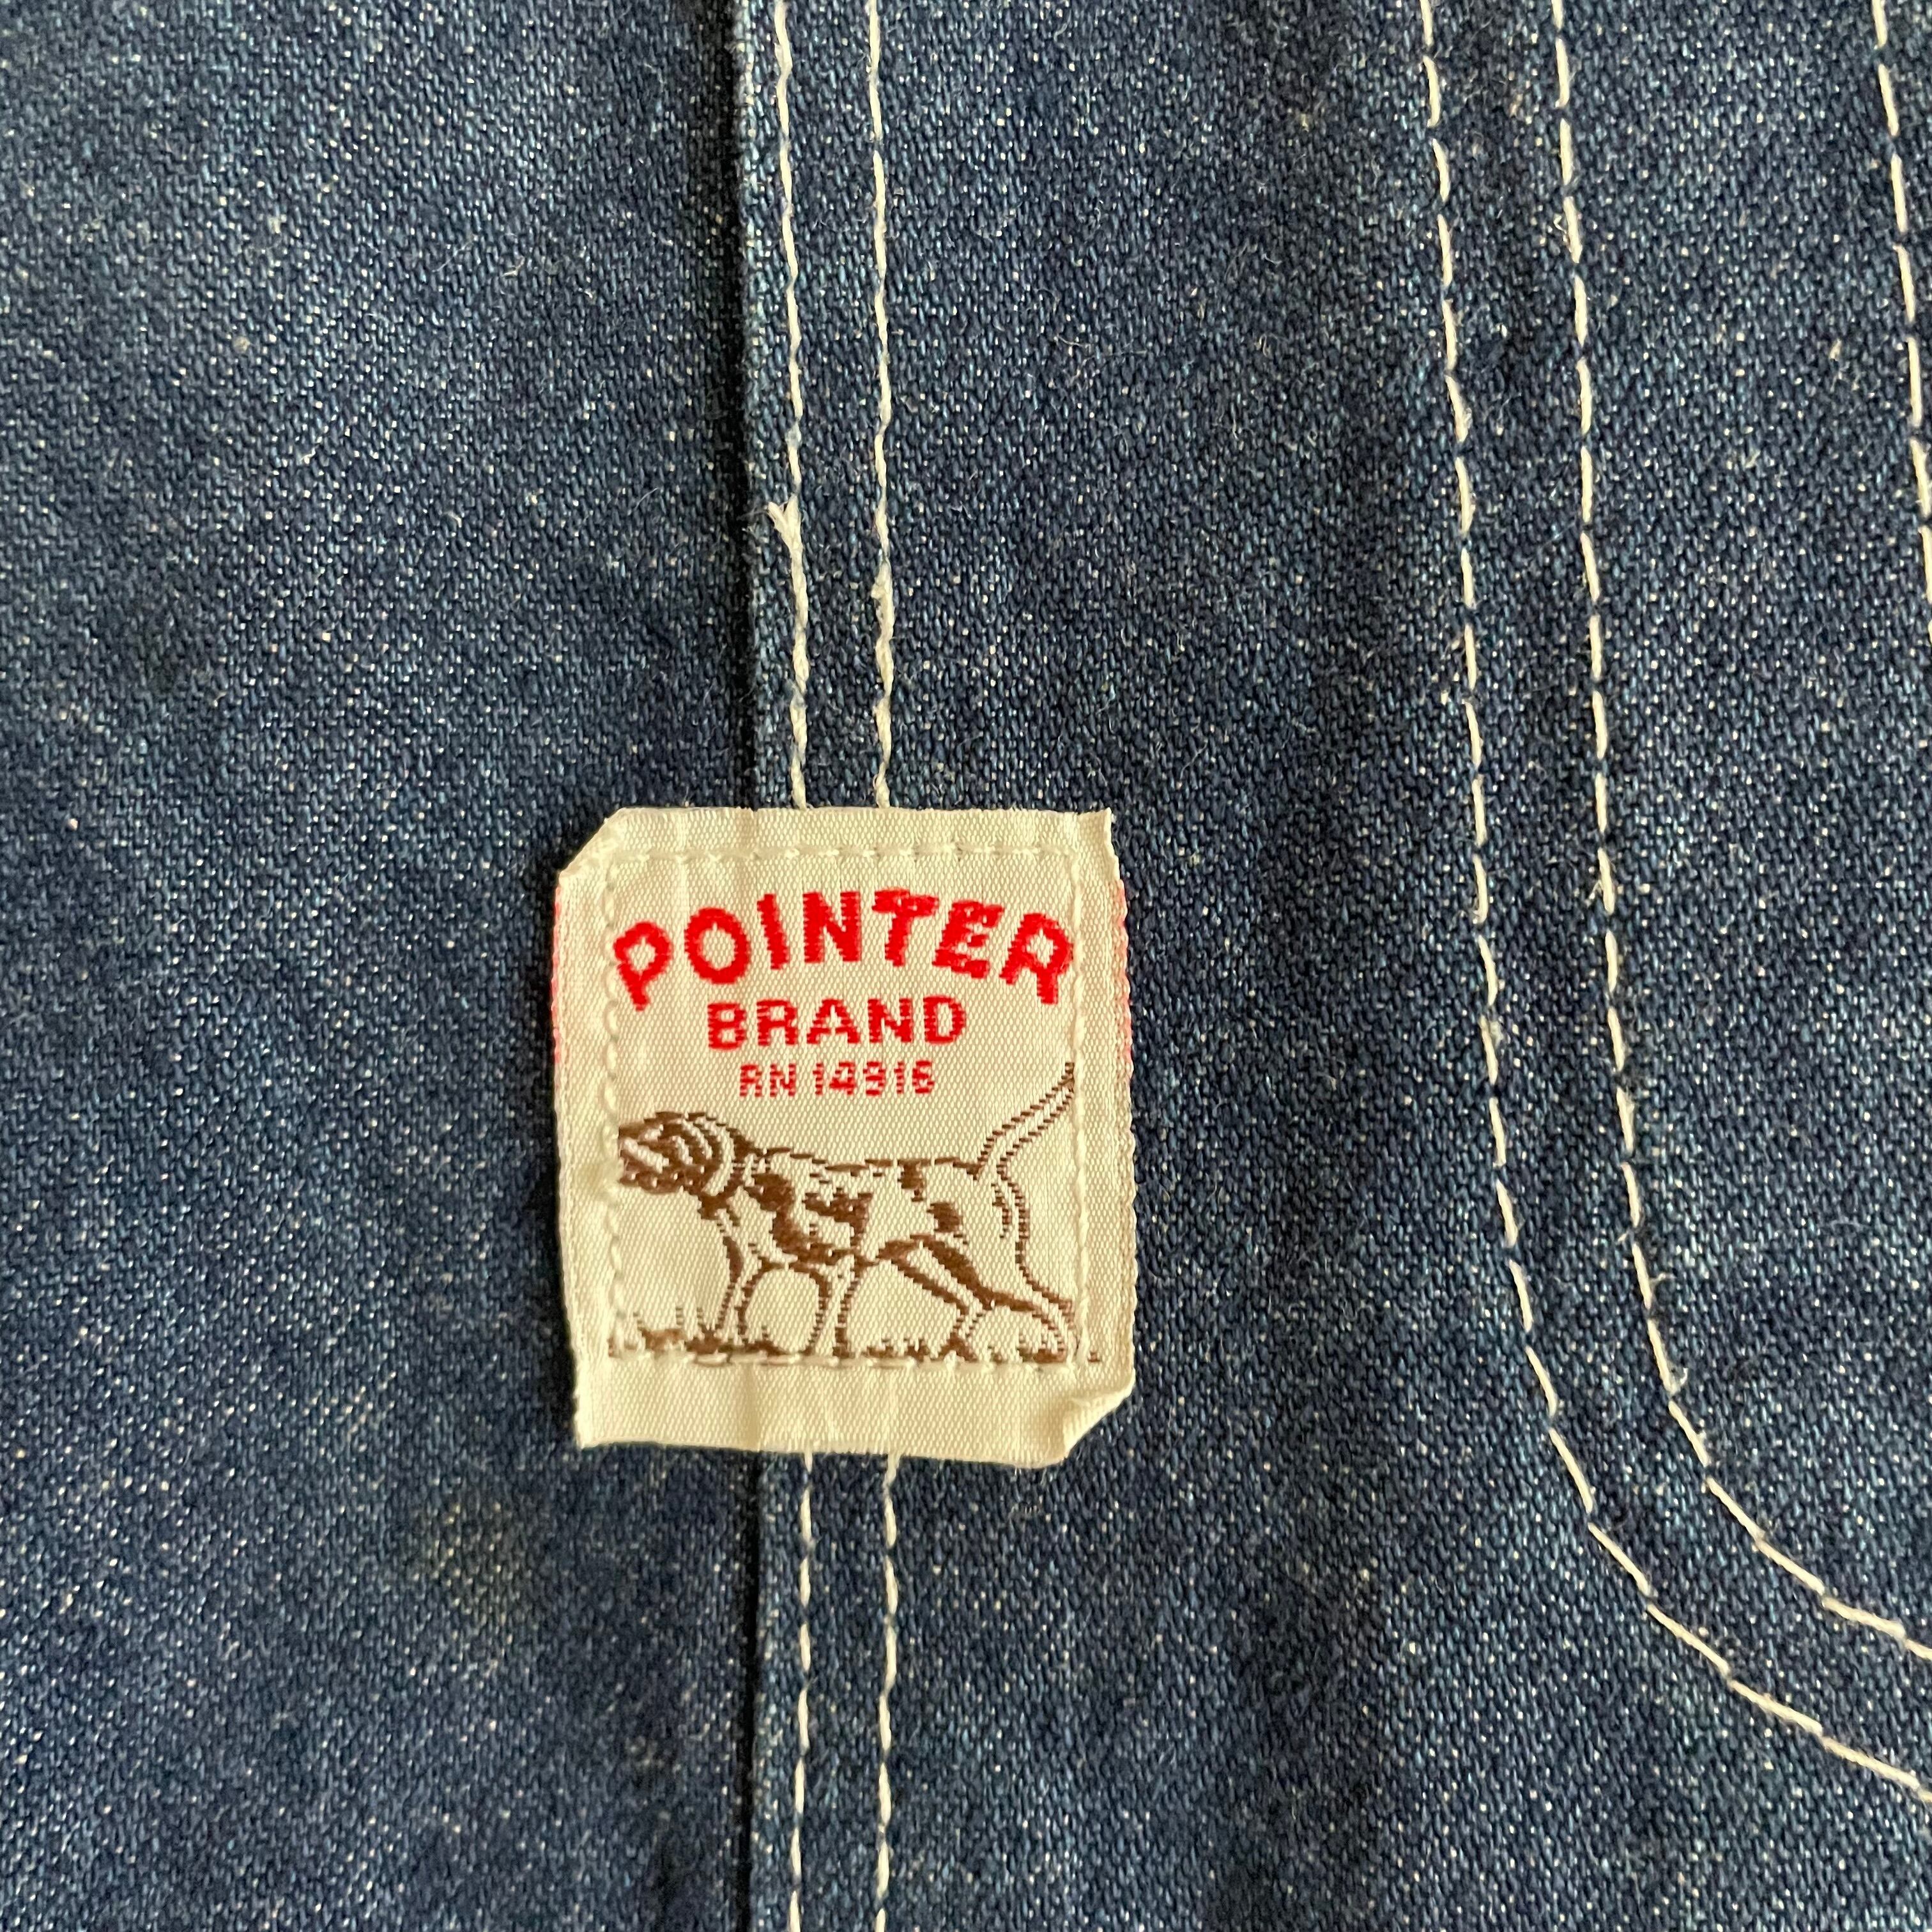 POINTER
BRAND
RN 14916